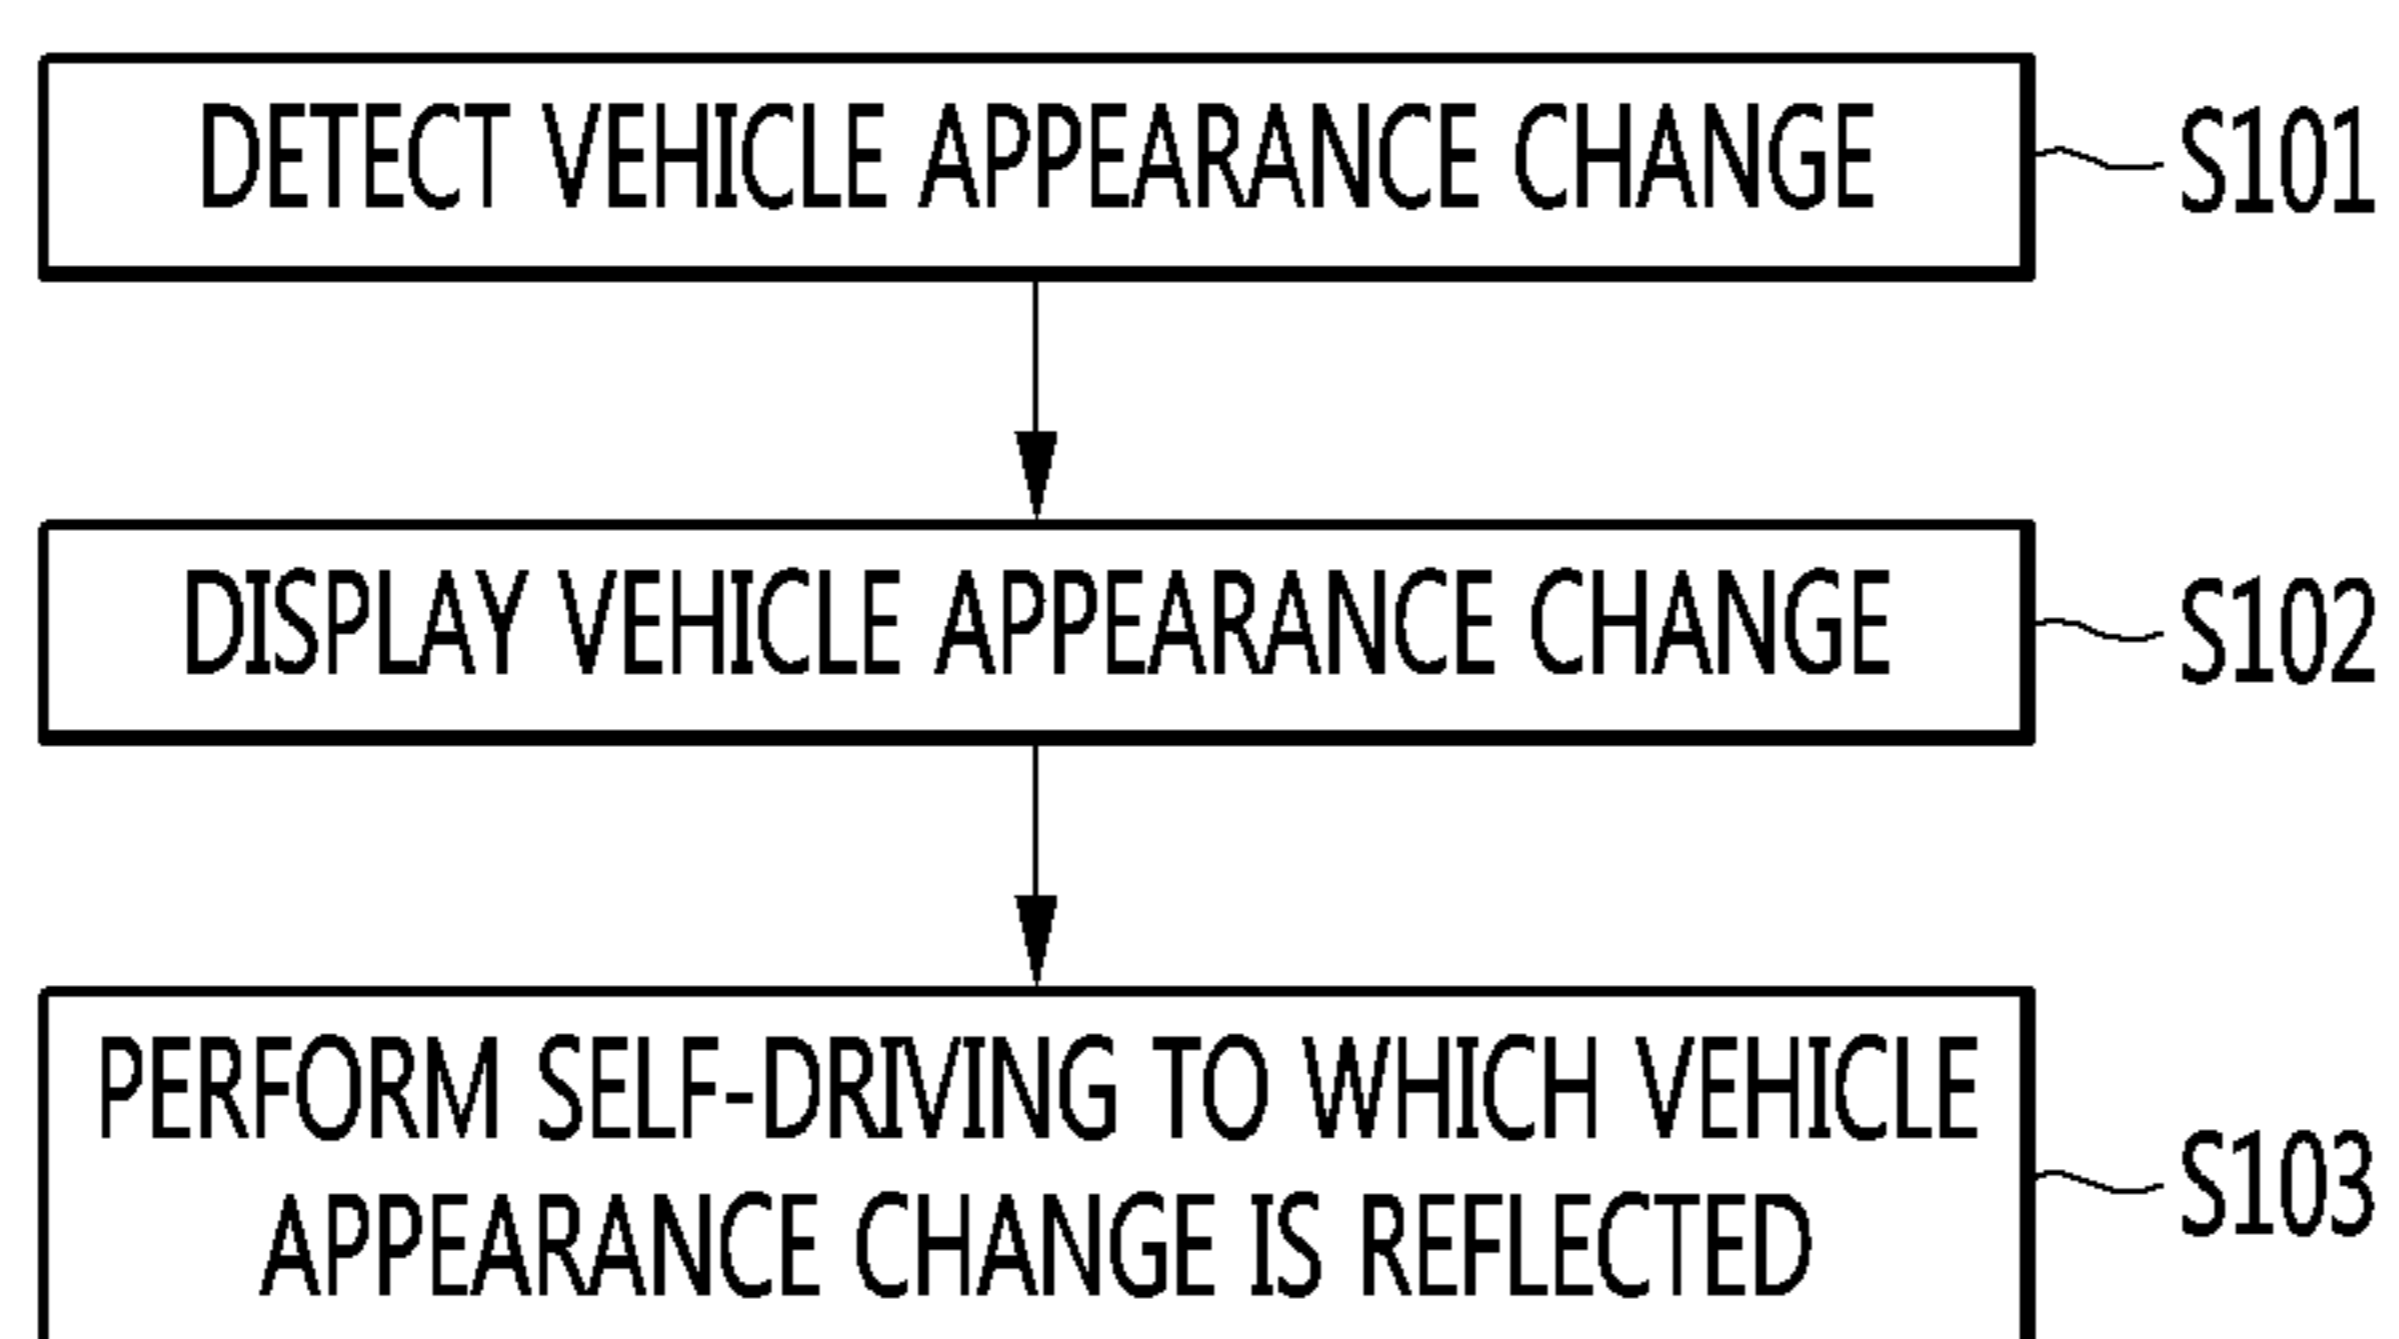 DETECT VEHICLE APPEARANCE CHANGE
S101
DISPLAY VEHICLE APPEARANCE CHANGE
S102
PERFORM SELF-DRIVING TO WHICH VEHICLE
APPEARANCE CHANGE IS REFLECTED
S103